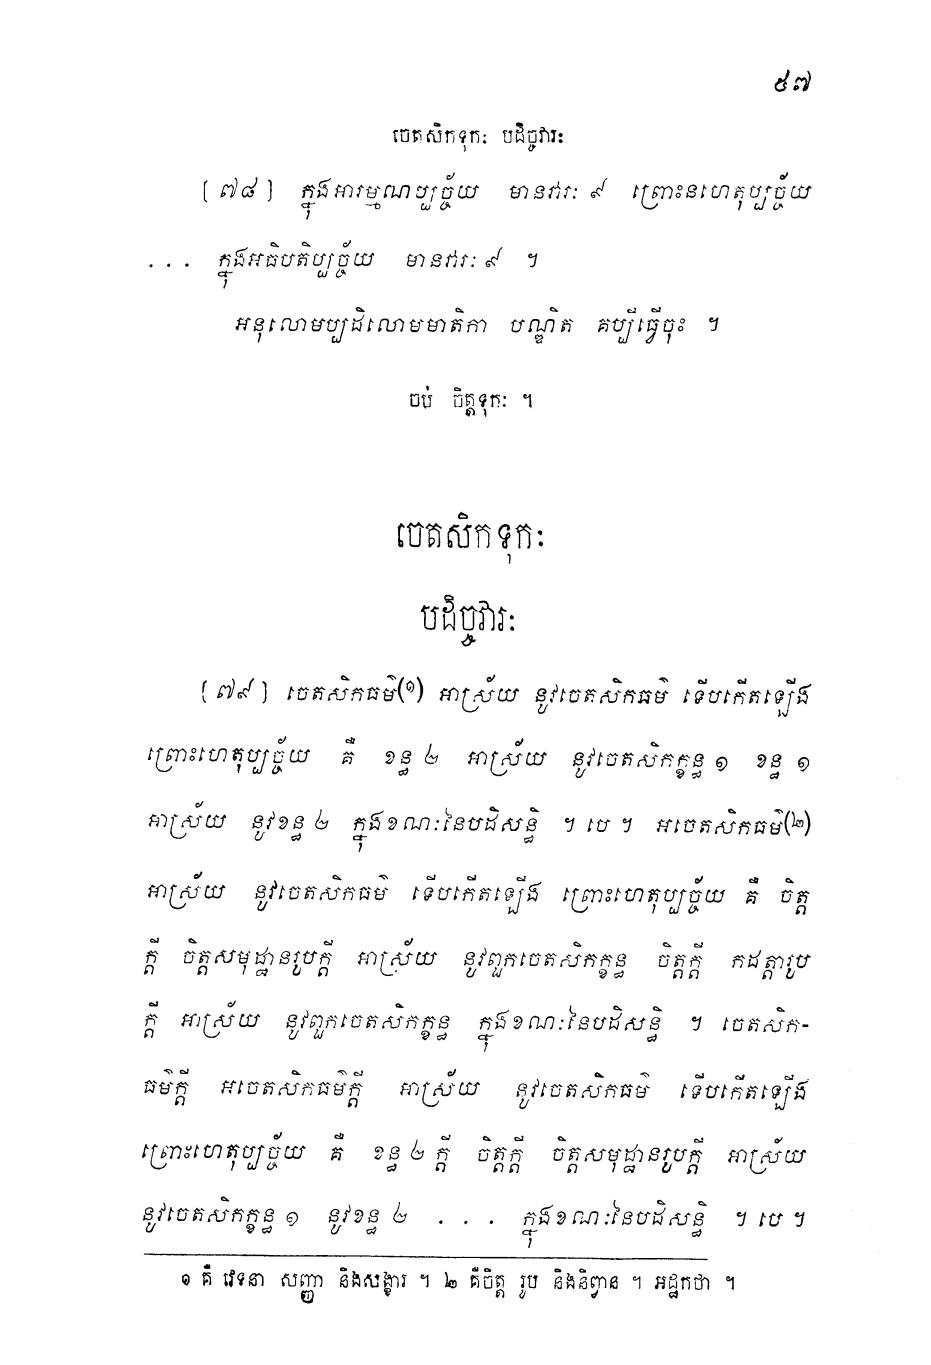 ៥៧
ចេតសិកទុកៈ បដិច្ចវារៈ
[៧៨] ក្នុងអារម្មណប្បច្ច័យ មានវារៈ ៩ ព្រោះនហេតុប្បច្ច័យ
... ក្នុងអធិបតិប្បច្ច័យ មានវារៈ ៩ ។
អនុលោមប្បដិលោមមាតិកា បណ្ឌិត គប្បីធ្វើចុះ ។
ចប់ ចិត្តទុកៈ ។
ចេតសិកទុកៈ
បដិច្ចវារៈ
[៧៩] ចេតសិកធម៌(១) អាស្រ័យ នូវចេតសិកធម៌ ទើបកើតឡើង
ព្រោះហេតុប្បច្ច័យ គឺ ខន្ធ ២ អាស្រ័យ នូវចេតសិកក្ខន្ធ ១ ខន្ធ ១
អាស្រ័យ នូវខន្ធ ២ ក្នុងខណៈនៃបដិសន្ធិ ។ បេ ។ អចេតសិកធម៌(២)
អាស្រ័យ នូវចេតសិកធម៌ ទើបកើតឡើង ព្រោះហេតុប្បច្ច័យ គឺ ចិត្ត
ក្តី ចិត្តសមុដ្ឋានរូបក្តី អាស្រ័យ នូវពួកចេតសិកក្ខន្ធ ចិត្តក្តី កដត្តារូប
ក្តី អាស្រ័យ នូវពួកចេតសិកក្ខន្ធ ក្នុងខណៈនៃបដិសន្ធិ ។ ចេតសិក-
ធម៌ក្តី អចេតសិកធម៌ក្តី អាស្រ័យ នូវចេតសិកធម៌ ទើបកើតឡើង
ព្រោះហេតុប្បច្ច័យ គឺ ខន្ធ ២ ក្តី ចិត្តក្តី ចិត្តសមុដ្ឋានរូបក្តី អាស្រ័យ
នូវចេតសិកក្ខន្ធ ១ នូវខន្ធ ២ ... ក្នុងខណៈនៃបដិសន្ធិ ។ បេ ។
១ គឺ វេទនា សញ្ញា និងសង្ខារ ។ ២ គឺចិត្ត រូប និងនិព្វាន ។ អដ្ឋកថា ។